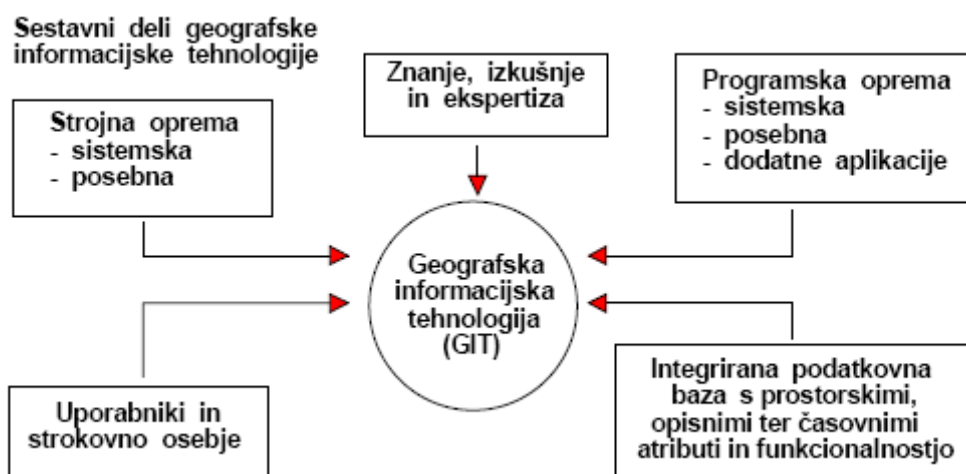 Sestavni deli geografske
informacijske tehnologije
Strojna oprema
- sistemska
- posebna
Znanje, izkušnje
in ekspertiza
Programska oprema
- sistemska
- posebna
- dodatne aplikacije
Geografska
informacijska
tehnologija
(GIT)
Uporabniki in
strokovno osebje
Integrirana podatkovna
baza s prostorskimi,
opisnimi ter časovnimi
atributi in funkcionalnostjo